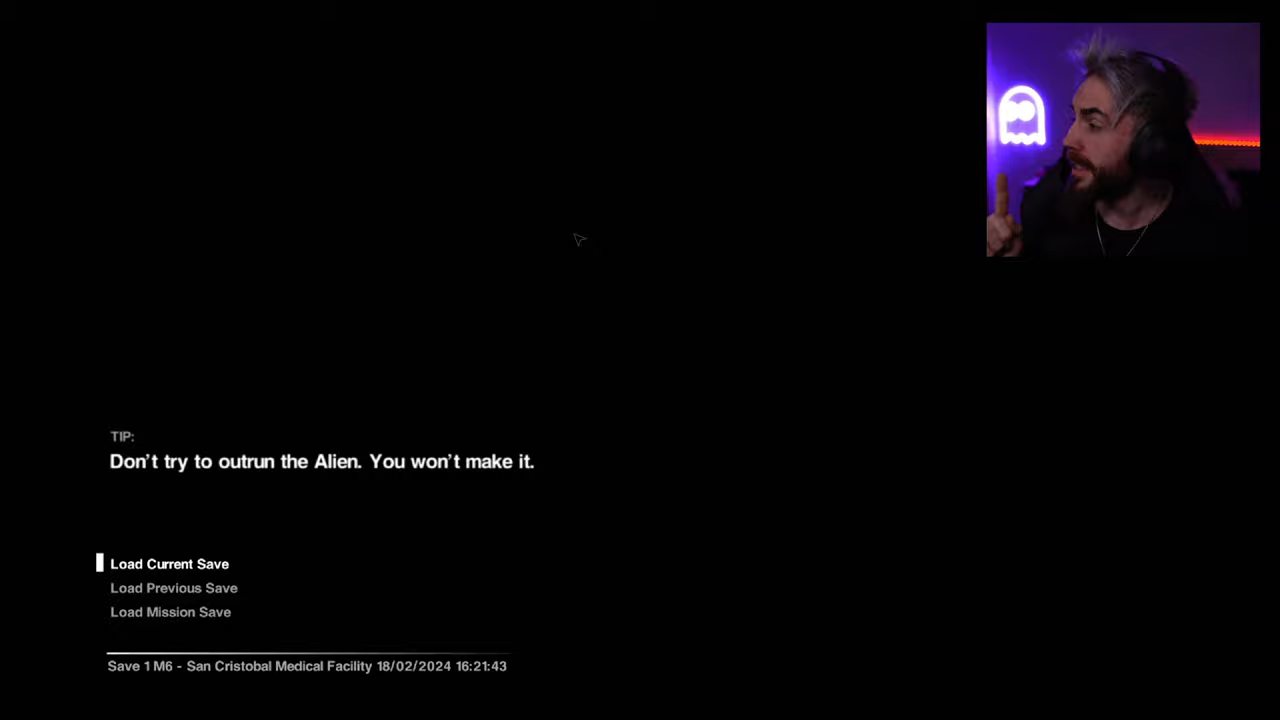 TIP:
Don't try to outrun the Alien. You won't make it.
Load Current Save
Load Previous Save
Load Mission Save
Save 1 M6 - San Cristobal Medical Facility 18/02/2024 16:21:43